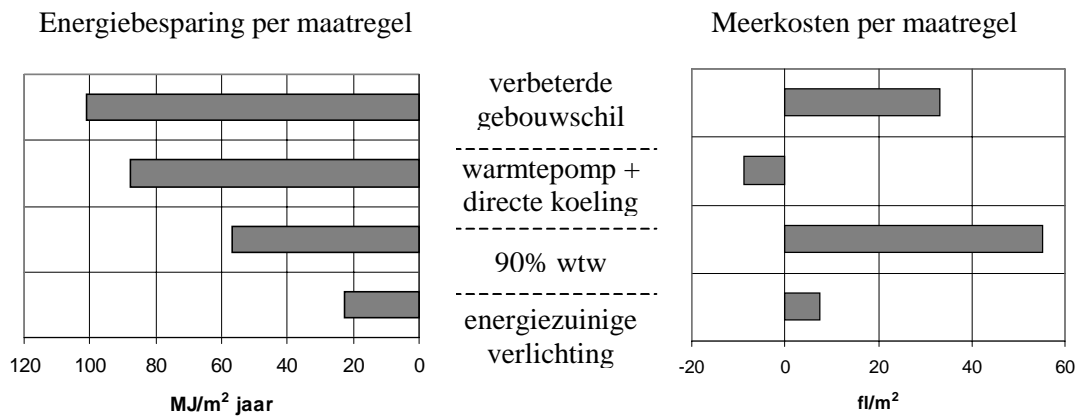 Energiebesparing per maatregel
Meerkosten per maatregel
verbeterde
gebouwschil
warmtepomp +
directe koeling
90% wtw
energiezuinige
verlichting
120 100 80 60 40 20 0
MJ/m² jaar
-20 0 20 40 60
fl/m²